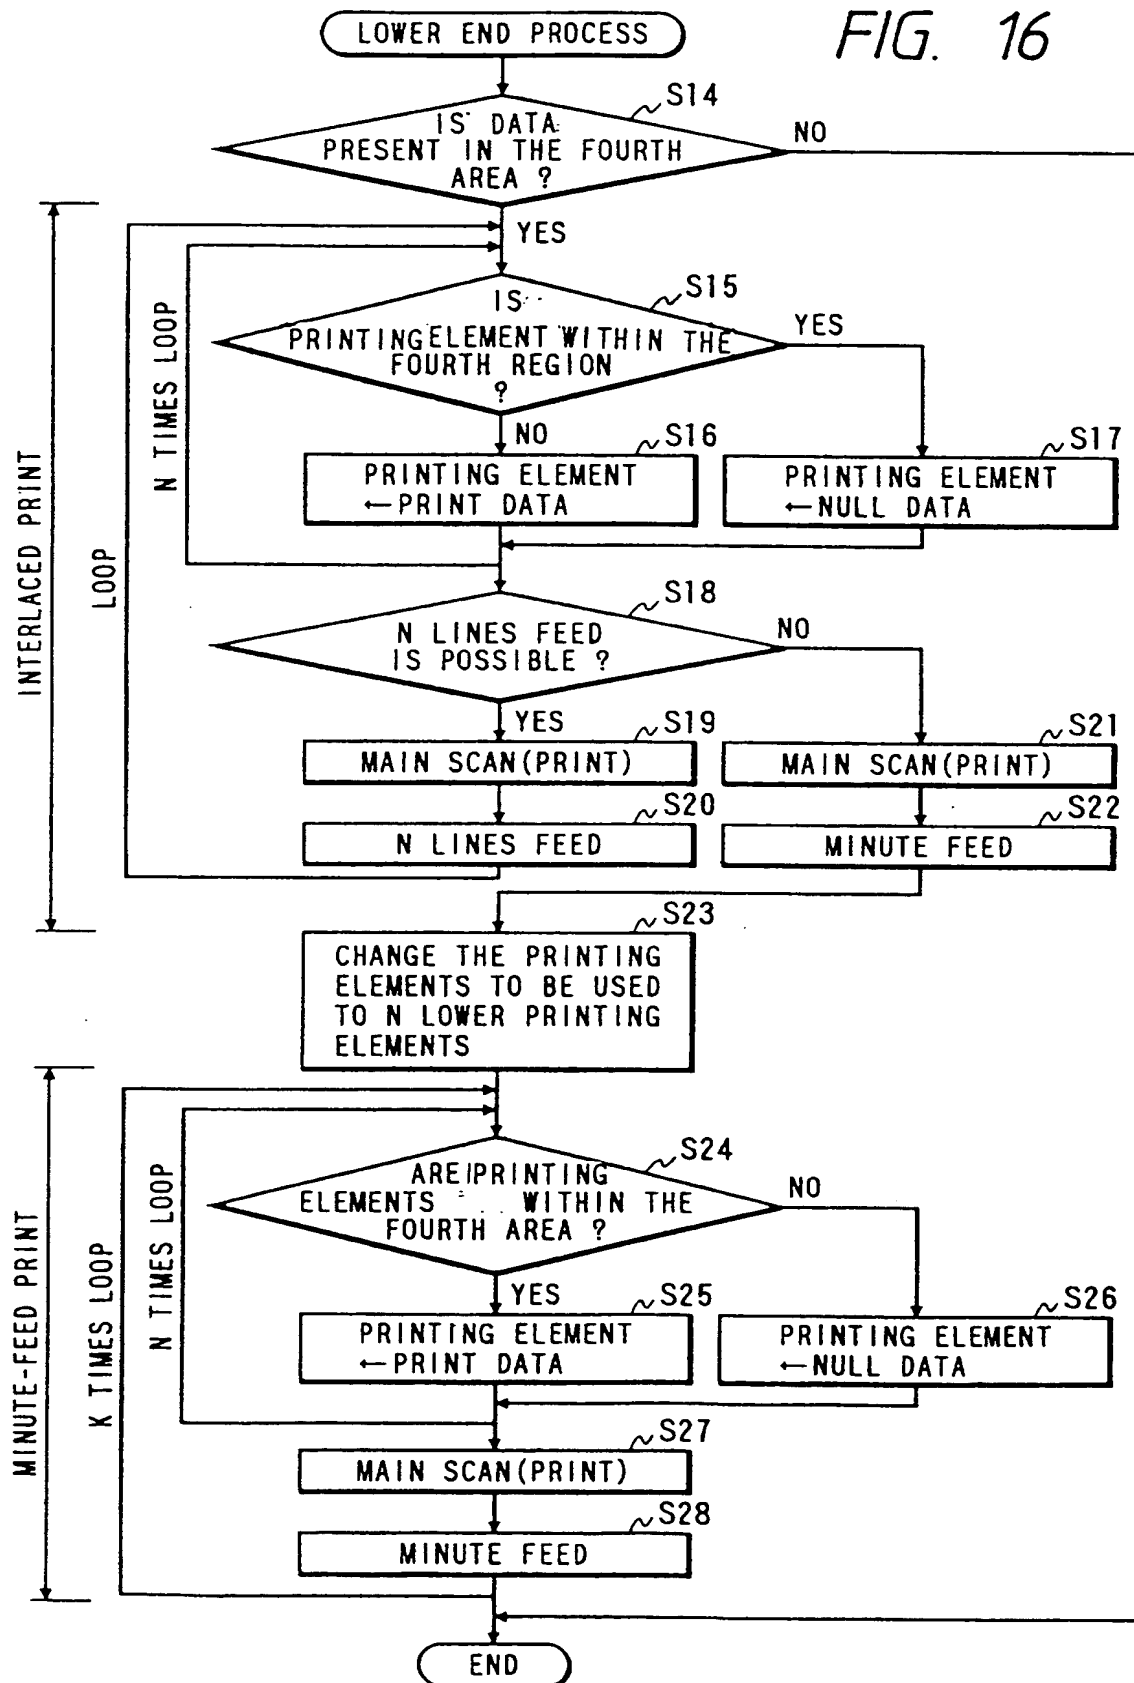 FIG. 16
LOWER END PROCESS
S14
IS DATA
PRESENT IN THE FOURTH
AREA ?
NO
YES
S15
IS
PRINTING ELEMENT WITHIN THE
FOURTH REGION
?
YES
NO
S16
PRINTING ELEMENT
←PRINT DATA
S17
PRINTING ELEMENT
←NULL DATA
N TIMES LOOP
LOOP
INTERLACED PRINT
S18
N LINES FEED
IS POSSIBLE ?
NO
YES
S19
MAIN SCAN(PRINT)
S21
MAIN SCAN(PRINT)
S20
N LINES FEED
S22
MINUTE FEED
S23
CHANGE THE PRINTING
ELEMENTS TO BE USED
TO N LOWER PRINTING
ELEMENTS
S24
ARE PRINTING
ELEMENTS WITHIN THE
FOURTH AREA ?
NO
YES
S25
PRINTING ELEMENT
←PRINT DATA
S26
PRINTING ELEMENT
←NULL DATA
N TIMES LOOP
K TIMES LOOP
MINUTE-FEED PRINT
S27
MAIN SCAN(PRINT)
S28
MINUTE FEED
END